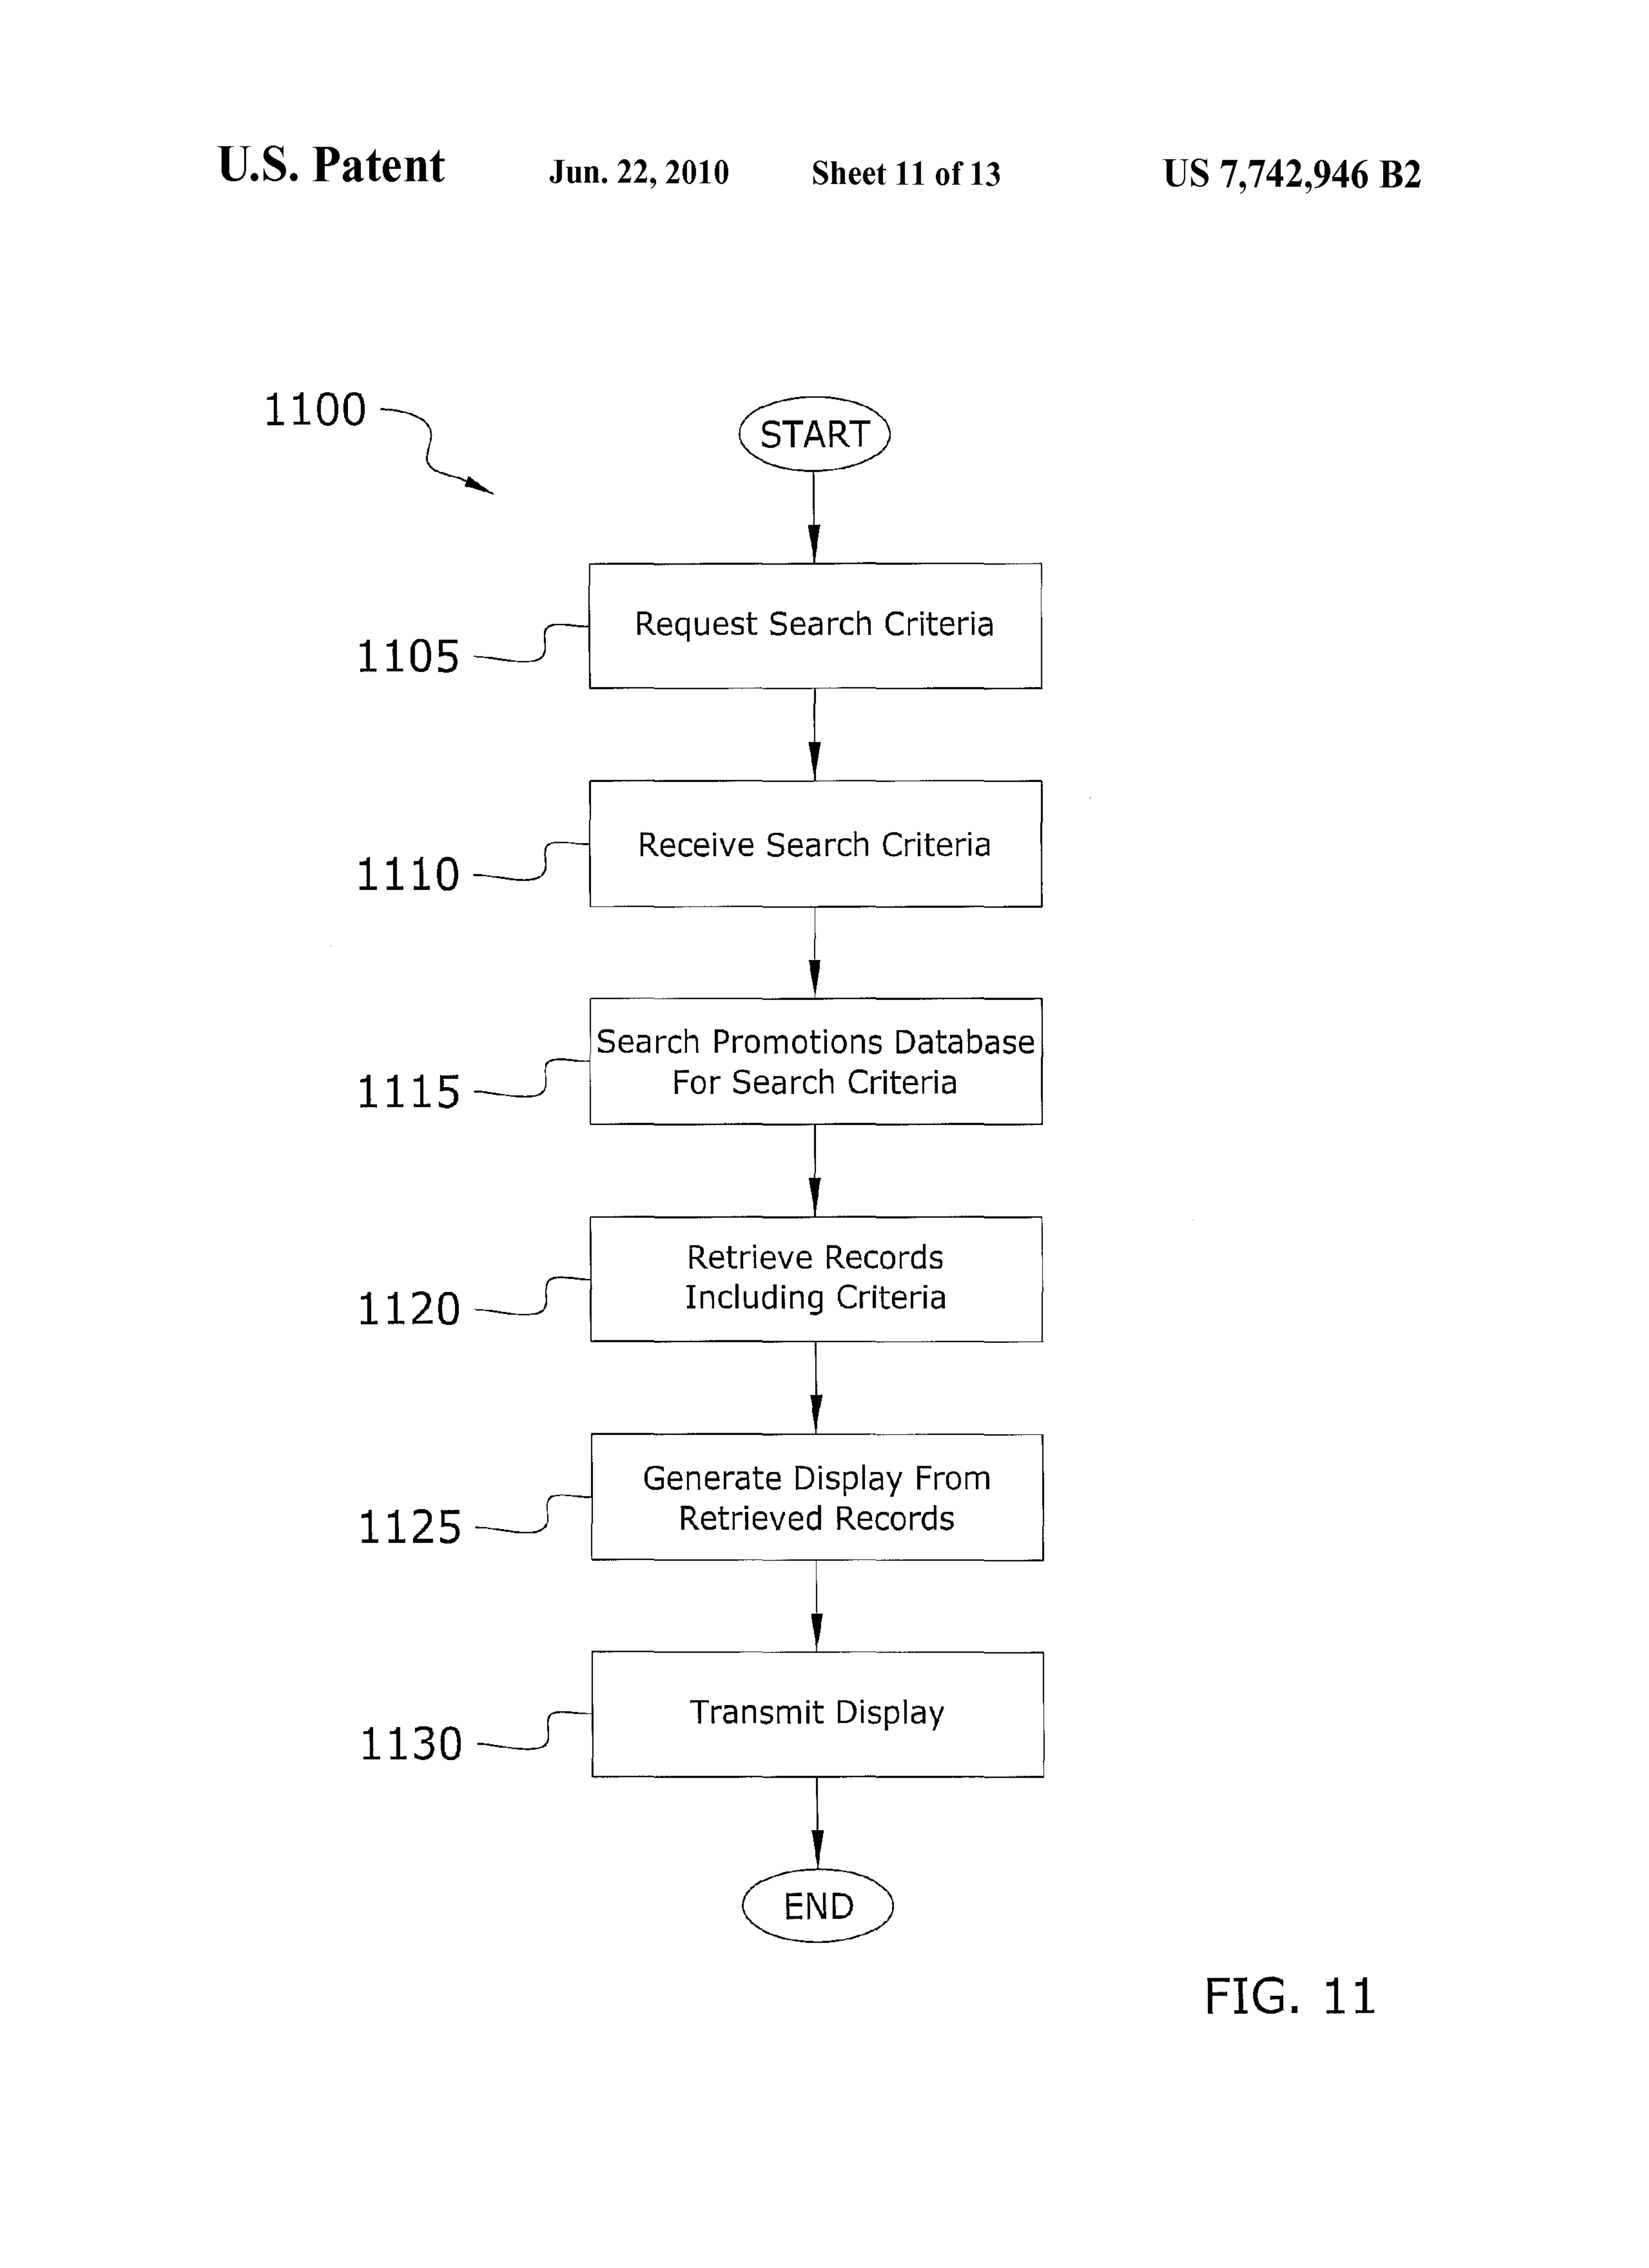 U.S. Patent Jun. 22, 2010 Sheet 11 of 13 US 7,742,946 B2
1100
START
Request Search Criteria
1105
Receive Search Criteria
1110
Search Promotions Database
For Search Criteria
1115
Retrieve Records
Including Criteria
1120
Generate Display From
Retrieved Records
1125
Transmit Display
1130
END
FIG. 11